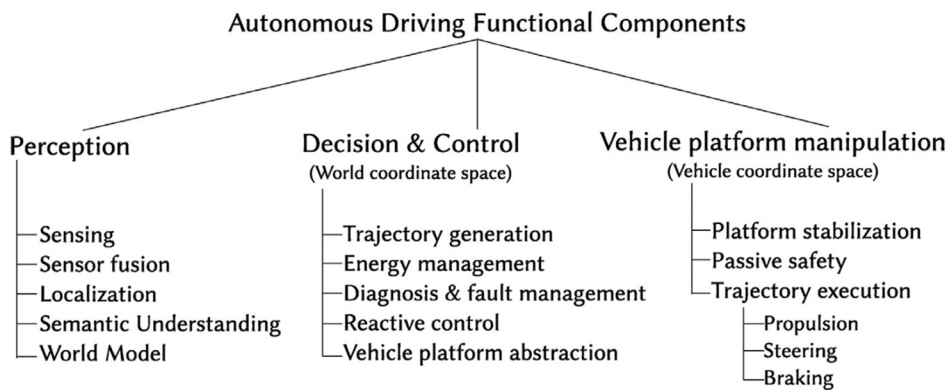 Autonomous Driving Functional Components
Perception
Sensing
Sensor fusion
Localization
Semantic Understanding
World Model
Decision & Control
(World coordinate space)
Trajectory generation
Energy management
Diagnosis & fault management
Reactive control
Vehicle platform abstraction
Vehicle platform manipulation
(Vehicle coordinate space)
Platform stabilization
Passive safety
Trajectory execution
Propulsion
Steering
Braking